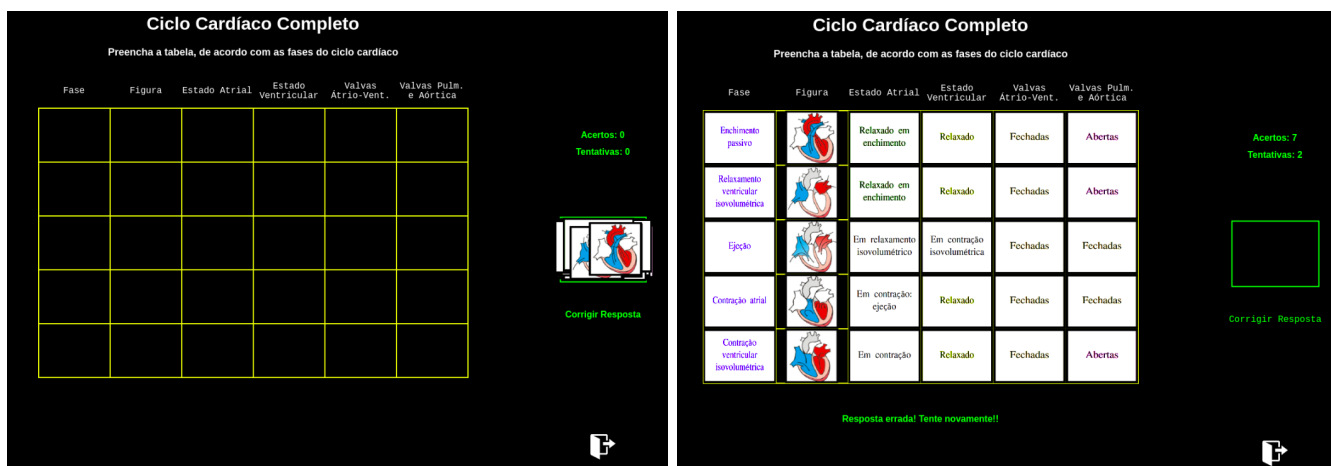 Ciclo Cardíaco Completo
Preencha a tabela, de acordo com as fases do ciclo cardíaco
Fase Figura Estado Atrial Estado Ventricular Valvas Átrio-Vent. Valvas Pulm. e Aórtica
Acertos: 0
Tentativas: 0
Corrigir Resposta
Ciclo Cardíaco Completo
Preencha a tabela, de acordo com as fases do ciclo cardíaco
Fase Figura Estado Atrial Estado Ventricular Valvas Átrio-Vent. Valvas Pulm. e Aórtica
Enchimento passivo Relaxado em enchimento Relaxado Fechadas Abertas
Relaxamento ventricular isovolumétrica Relaxado em enchimento Relaxado Fechadas Abertas
Ejeção Em relaxamento isovolumétrico Em contração isovolumétrica Fechadas Fechadas
Contração atrial Em contração: ejeção Relaxado Fechadas Fechadas
Contração ventricular isovolumétrica Em contração Relaxado Fechadas Abertas
Acertos: 7
Tentativas: 2
Corrigir Resposta
Resposta errada! Tente novamente!!